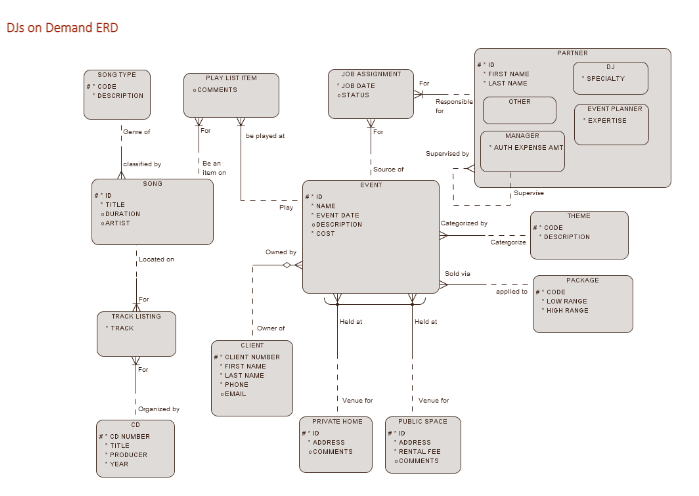 DJs on Demand ERD
SONG TYPE
# * CODE
* DESCRIPTION
PLAY LIST ITEM
o COMMENTS
JOB ASSIGNMENT
* JOB DATE
o STATUS
PARTNER
# * ID
* FIRST NAME
* LAST NAME
DJ
* SPECIALTY
OTHER
EVENT PLANNER
* EXPERTISE
MANAGER
* AUTH EXPENSE AMT
For
Responsible
for
Supervised by
Supervise
Genre of
classified by
For
Be an
item on
be played at
Play
For
Source of
SONG
# * ID
* TITLE
o DURATION
o ARTIST
EVENT
# * ID
* NAME
* EVENT DATE
o DESCRIPTION
* COST
Categorized by
Catergorize
THEME
# * CODE
* DESCRIPTION
Sold via
applied to
PACKAGE
# * CODE
* LOW RANGE
* HIGH RANGE
Owned by
Owner of
Located on
For
TRACK LISTING
* TRACK
For
Organized by
Held at
Held at
Venue for
Venue for
CLIENT
# * CLIENT NUMBER
* FIRST NAME
* LAST NAME
* PHONE
o EMAIL
CD
# * CD NUMBER
* TITLE
* PRODUCER
* YEAR
PRIVATE HOME
# * ID
* ADDRESS
o COMMENTS
PUBLIC SPACE
# * ID
* ADDRESS
* RENTAL FEE
o COMMENTS